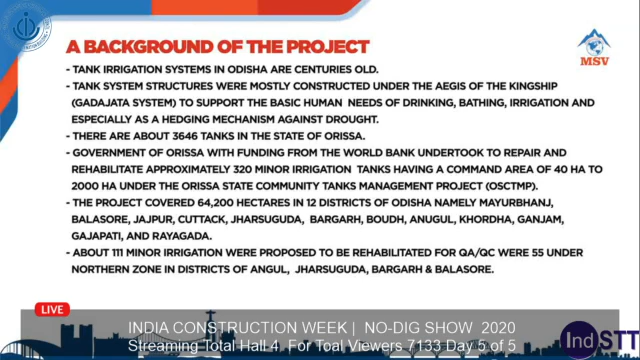 A BACKGROUND OF THE PROJECT
MSV
- TANK IRRIGATION SYSTEMS IN ODISHA ARE CENTURIES OLD.
- TANK SYSTEM STRUCTURES WERE MOSTLY CONSTRUCTED UNDER THE AEGIS OF THE KINGSHIP
(GADAJATA SYSTEM) TO SUPPORT THE BASIC HUMAN NEEDS OF DRINKING, BATHING, IRRIGATION AND
ESPECIALLY AS A HEDGING MECHANISM AGAINST DROUGHT.
- THERE ARE ABOUT 3646 TANKS IN THE STATE OF ORISSA.
- GOVERNMENT OF ORISSA WITH FUNDING FROM THE WORLD BANK UNDERTOOK TO REPAIR AND
REHABILITATE APPROXIMATELY 320 MINOR IRRIGATION TANKS HAVING A COMMAND AREA OF 40 HA TO
2000 HA UNDER THE ORISSA STATE COMMUNITY TANKS MANAGEMENT PROJECT (OSCTMP).
- THE PROJECT COVERED 64,200 HECTARES IN 12 DISTRICTS OF ODISHA NAMELY MAYURBHANJ,
BALASORE, JAJPUR, CUTTACK, JHARSUGUDA, BARGARH, BOUDH, ANUGUL, KHORDHA, GANJAM,
GAJAPATI, AND RAYAGADA.
- ABOUT 111 MINOR IRRIGATION WERE PROPOSED TO BE REHABILITATED FOR QA/QC WERE 55 UNDER
NORTHERN ZONE IN DISTRICTS OF ANGUL, JHARSUGUDA, BARGARH & BALASORE.
LIVE
INDIA CONSTRUCTION WEEK | NO-DIG SHOW 2020
Streaming Total Hall 4 For Toal Viewers 7133 Day 5 of 5
IndSTT